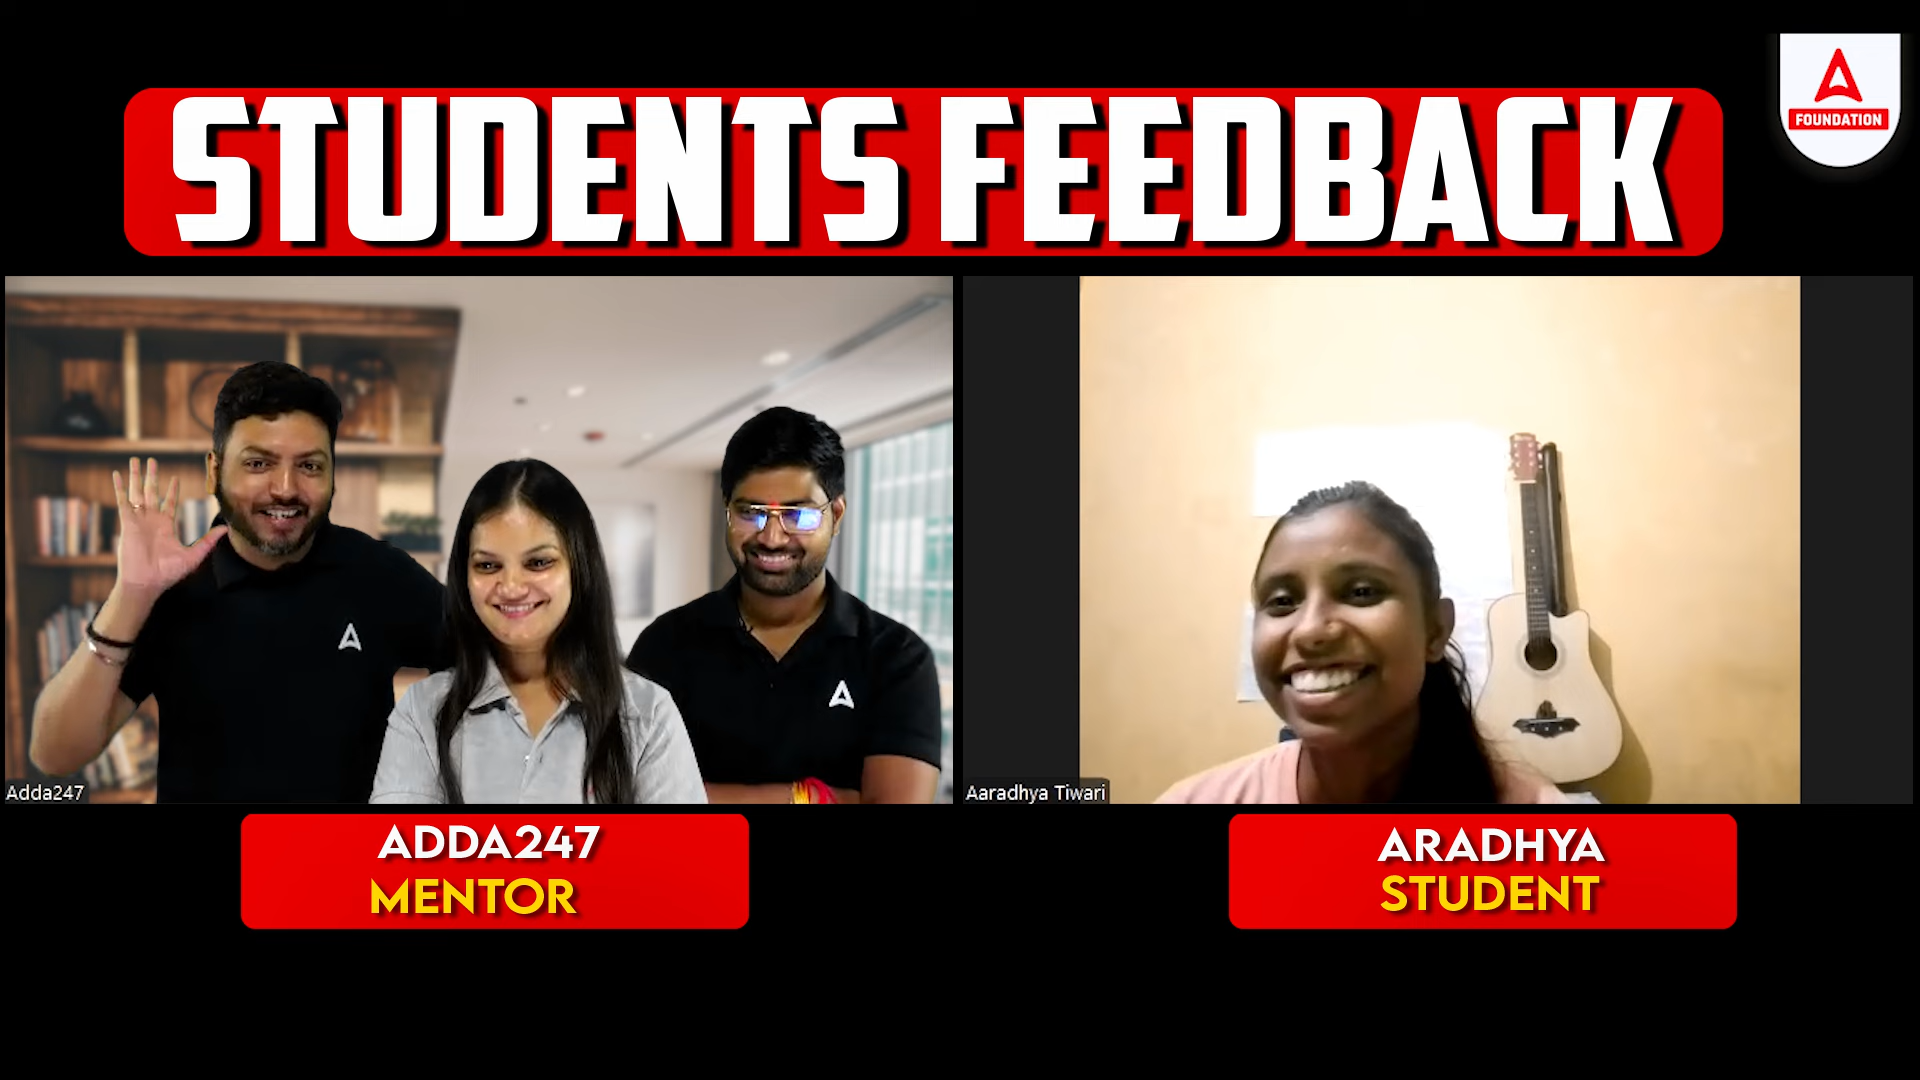 STUDENTS FEEDBACK
A
FOUNDATION
Adda247
Aaradhya Tiwari
ADDA247
MENTOR
ARADHYA
STUDENT